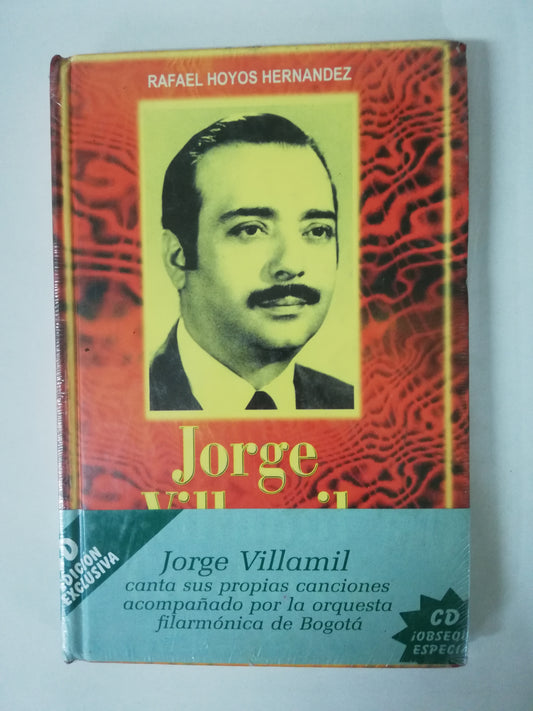 RAFAEL HOYOS HERNANDEZ
Jorge
EDICIÓN
EXCLUSIVA
Jorge Villamil
canta sus propias canciones
acompañado por la orquesta
filarmónica de Bogotá
CD